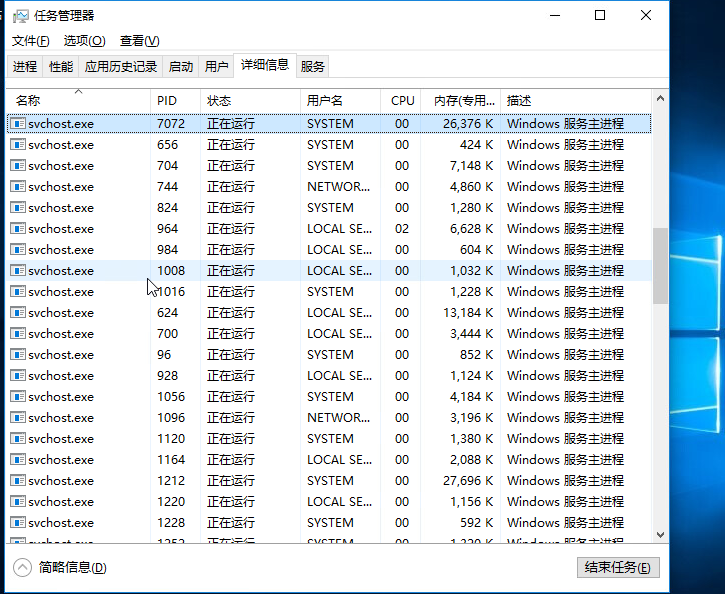 任务管理器
文件(F) 选项(O) 查看(V)
进程 性能 应用历史记录 启动 用户 详细信息 服务
名称 PID 状态 用户名 CPU 内存(专用... 描述
svchost.exe 7072 正在运行 SYSTEM 00 26,376 K Windows 服务主进程
svchost.exe 656 正在运行 SYSTEM 00 424 K Windows 服务主进程
svchost.exe 704 正在运行 SYSTEM 00 7,148 K Windows 服务主进程
svchost.exe 744 正在运行 NETWOR... 00 4,860 K Windows 服务主进程
svchost.exe 824 正在运行 SYSTEM 00 1,280 K Windows 服务主进程
svchost.exe 964 正在运行 LOCAL SE... 02 6,628 K Windows 服务主进程
svchost.exe 984 正在运行 LOCAL SE... 00 604 K Windows 服务主进程
svchost.exe 1008 正在运行 LOCAL SE... 00 1,032 K Windows 服务主进程
svchost.exe 1016 正在运行 SYSTEM 00 1,228 K Windows 服务主进程
svchost.exe 624 正在运行 LOCAL SE... 00 13,184 K Windows 服务主进程
svchost.exe 700 正在运行 LOCAL SE... 00 3,444 K Windows 服务主进程
svchost.exe 96 正在运行 SYSTEM 00 852 K Windows 服务主进程
svchost.exe 928 正在运行 LOCAL SE... 00 1,124 K Windows 服务主进程
svchost.exe 1056 正在运行 SYSTEM 00 4,184 K Windows 服务主进程
svchost.exe 1096 正在运行 NETWOR... 00 3,196 K Windows 服务主进程
svchost.exe 1120 正在运行 SYSTEM 00 1,380 K Windows 服务主进程
svchost.exe 1164 正在运行 LOCAL SE... 00 2,088 K Windows 服务主进程
svchost.exe 1212 正在运行 SYSTEM 00 27,696 K Windows 服务主进程
svchost.exe 1220 正在运行 LOCAL SE... 00 1,156 K Windows 服务主进程
svchost.exe 1228 正在运行 SYSTEM 00 592 K Windows 服务主进程
简略信息(D) 结束任务(E)